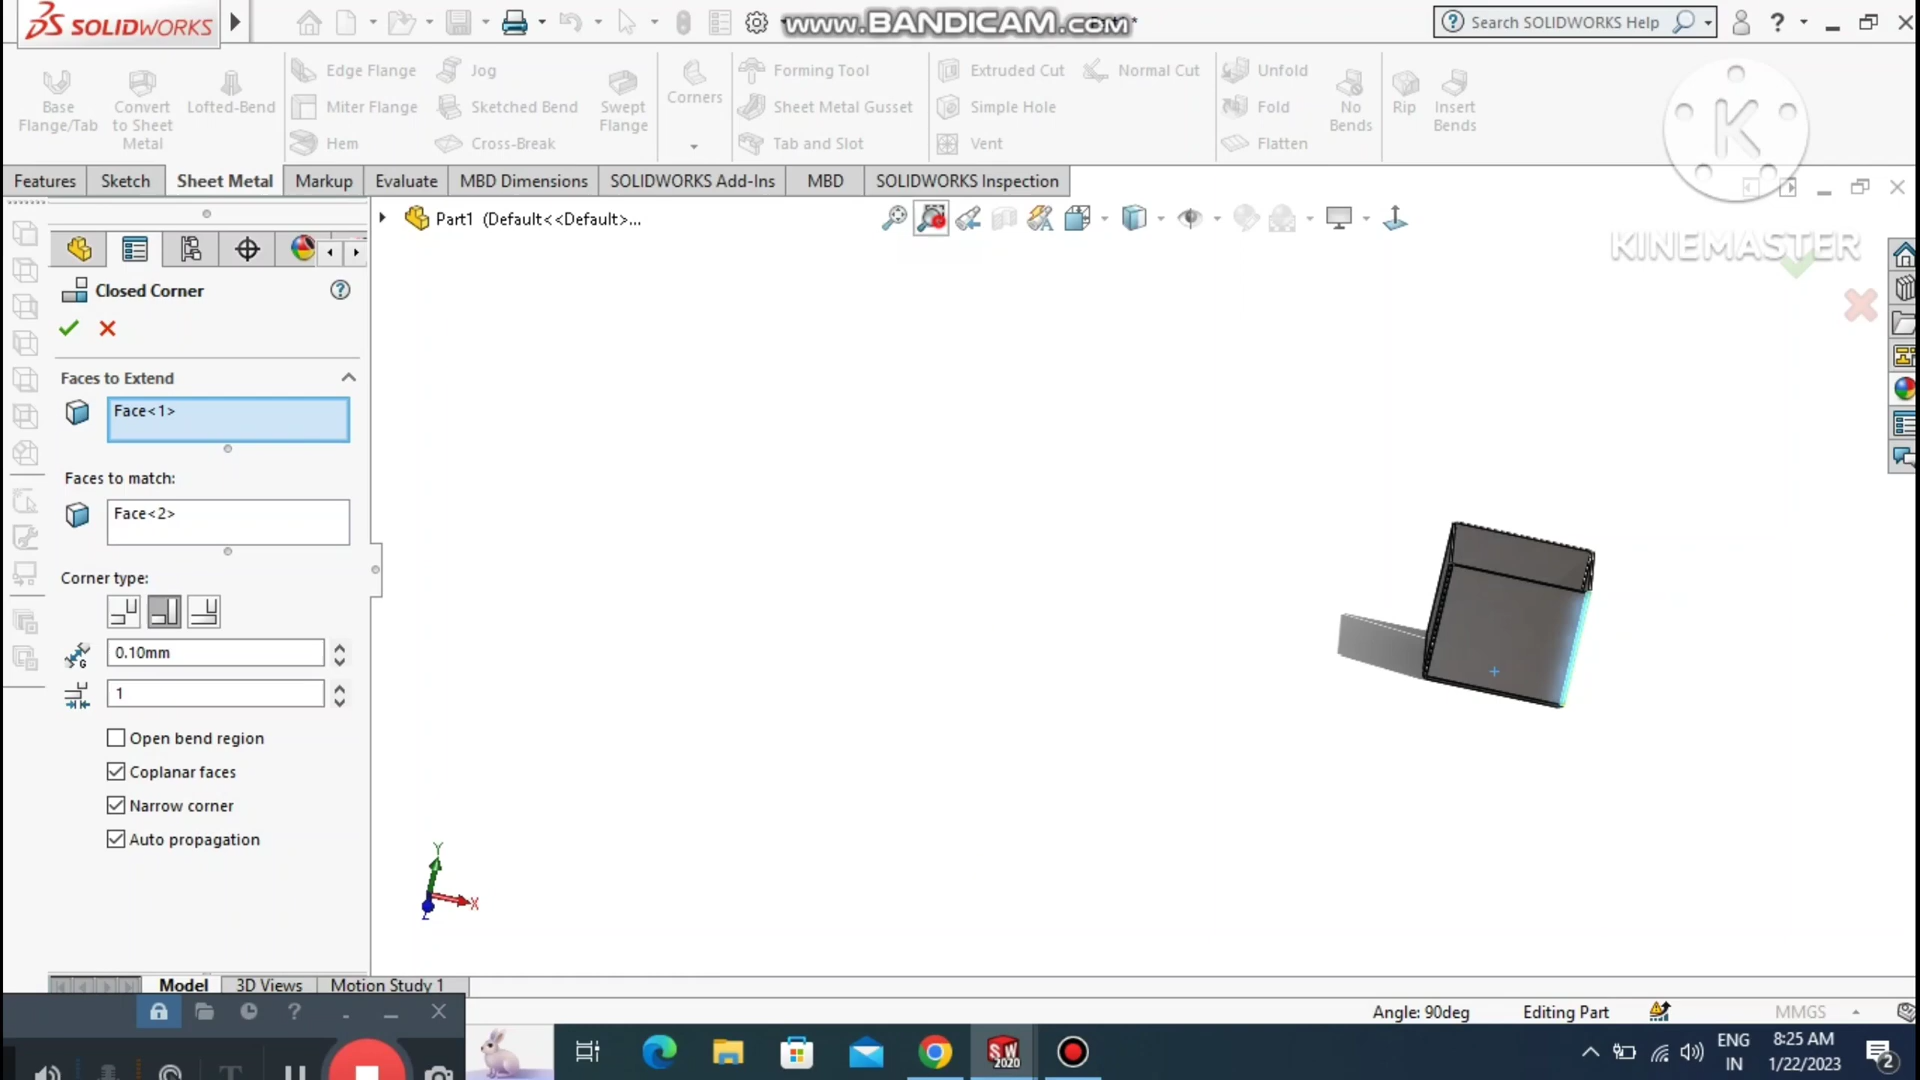 SOLIDWORKS
www.BANDICAM.com
*
Search SOLIDWORKS Help
?
Base Flange/Tab
Convert to Sheet Metal
Lofted-Bend
Edge Flange
Miter Flange
Hem
Jog
Sketched Bend
Cross-Break
Swept Flange
Corners
Forming Tool
Sheet Metal Gusset
Tab and Slot
Extruded Cut
Simple Hole
Vent
Normal Cut
Unfold
Fold
Flatten
No Bends
Rip
Insert Bends
K
KINEMASTER
Features
Sketch
Sheet Metal
Markup
Evaluate
MBD Dimensions
SOLIDWORKS Add-Ins
MBD
SOLIDWORKS Inspection
Part1 (Default<<Default>...
Closed Corner
Faces to Extend
Face<1>
Faces to match:
Face<2>
Corner type:
0.10mm
1
Open bend region
Coplanar faces
Narrow corner
Auto propagation
Y
X
Z
Model
3D Views
Motion Study 1
Angle: 90deg
Editing Part
MMGS
SW
2020
ENG
IN
8:25 AM
1/22/2023
2